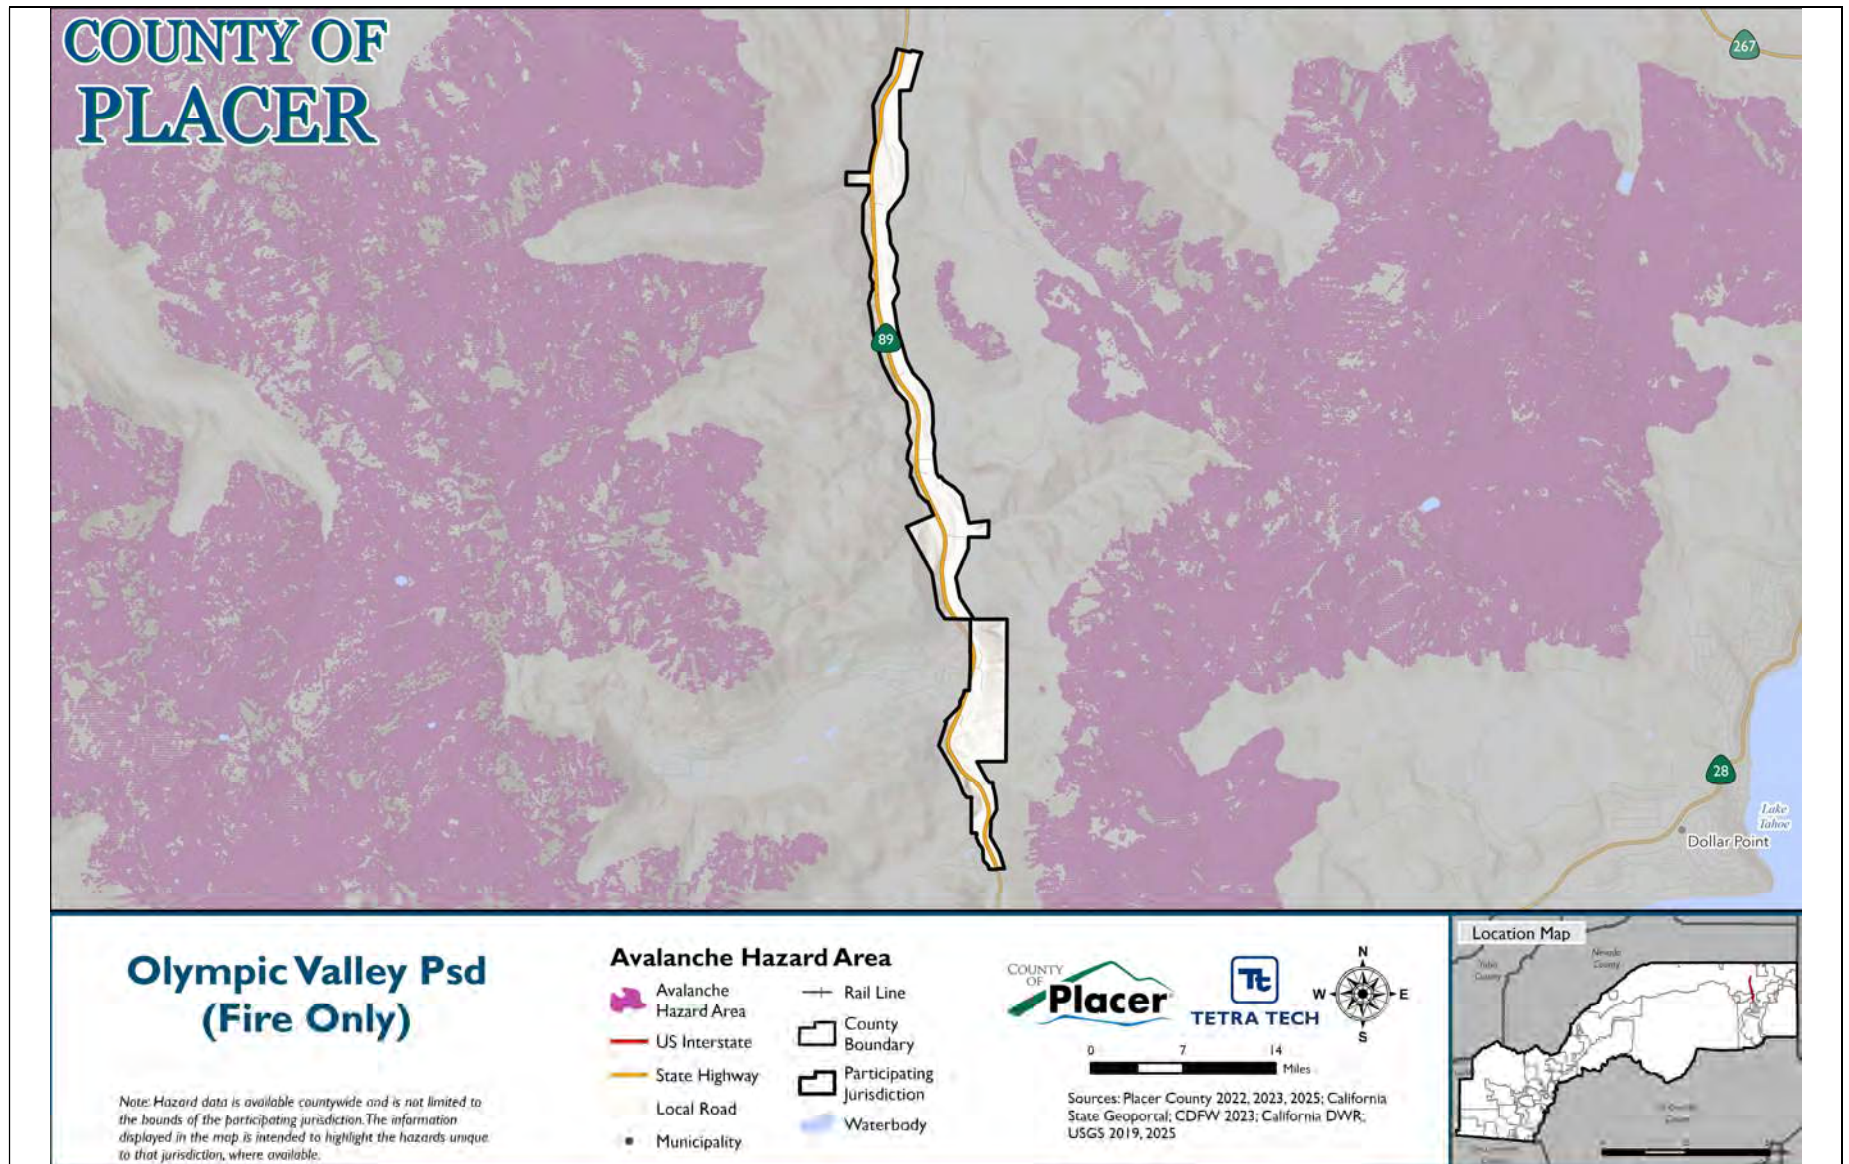 COUNTY OF
PLACER
267
89
28
Lake
Tahoe
Dollar Point
Olympic Valley Psd
(Fire Only)
Note: Hazard data is available countywide and is not limited to
the bounds of the participating jurisdiction. The information
displayed in the map is intended to highlight the hazards unique
to that jurisdiction, where available.
Avalanche Hazard Area
Avalanche
Hazard Area
US Interstate
State Highway
Local Road
Municipality
Rail Line
County
Boundary
Participating
Jurisdiction
Waterbody
COUNTY
OF
Placer
Tt
TETRA TECH
N
W
E
S
0 7 14
Miles
Sources: Placer County 2022, 2023, 2025; California
State Geoportal; CDFW 2023; California DWR;
USGS 2019, 2025
Location Map
Nevada
County
County